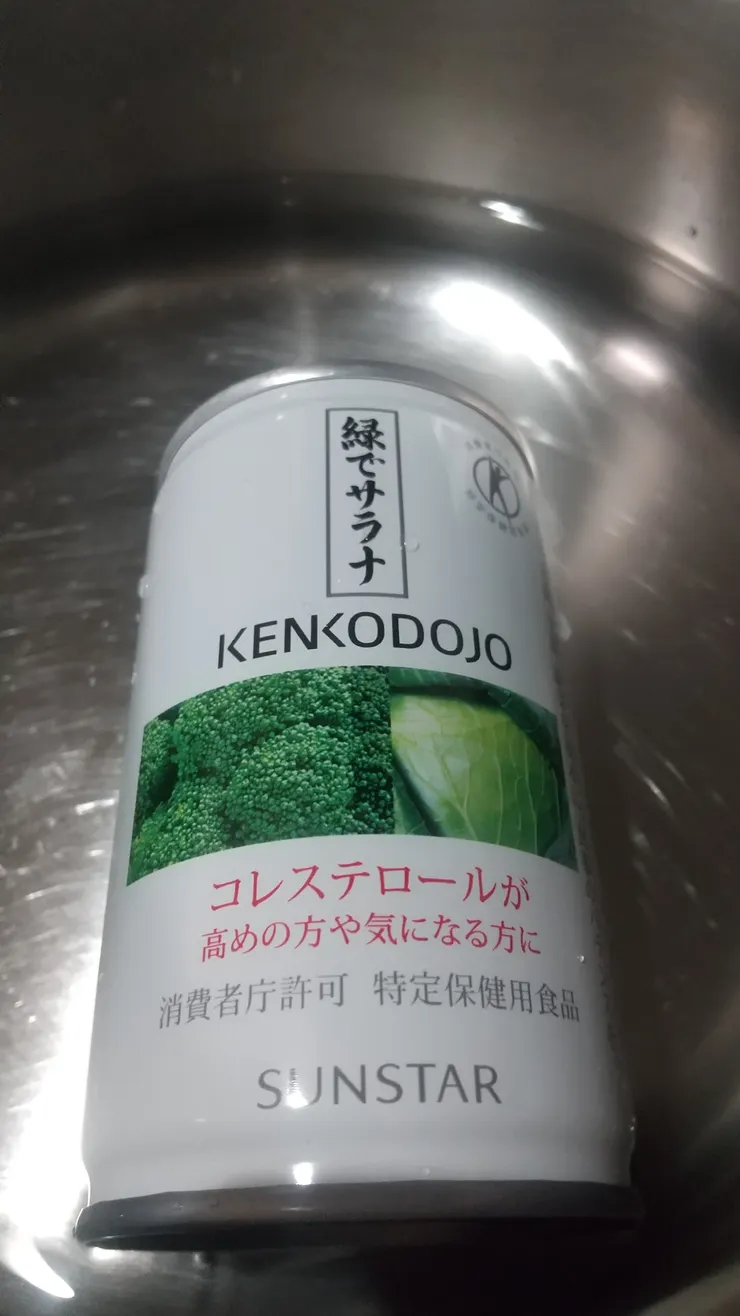 緑でサラナ
KENKODOJO
コレステロールが
高めの方や気になる方に
消費者庁許可 特定保健用食品
SUNSTAR